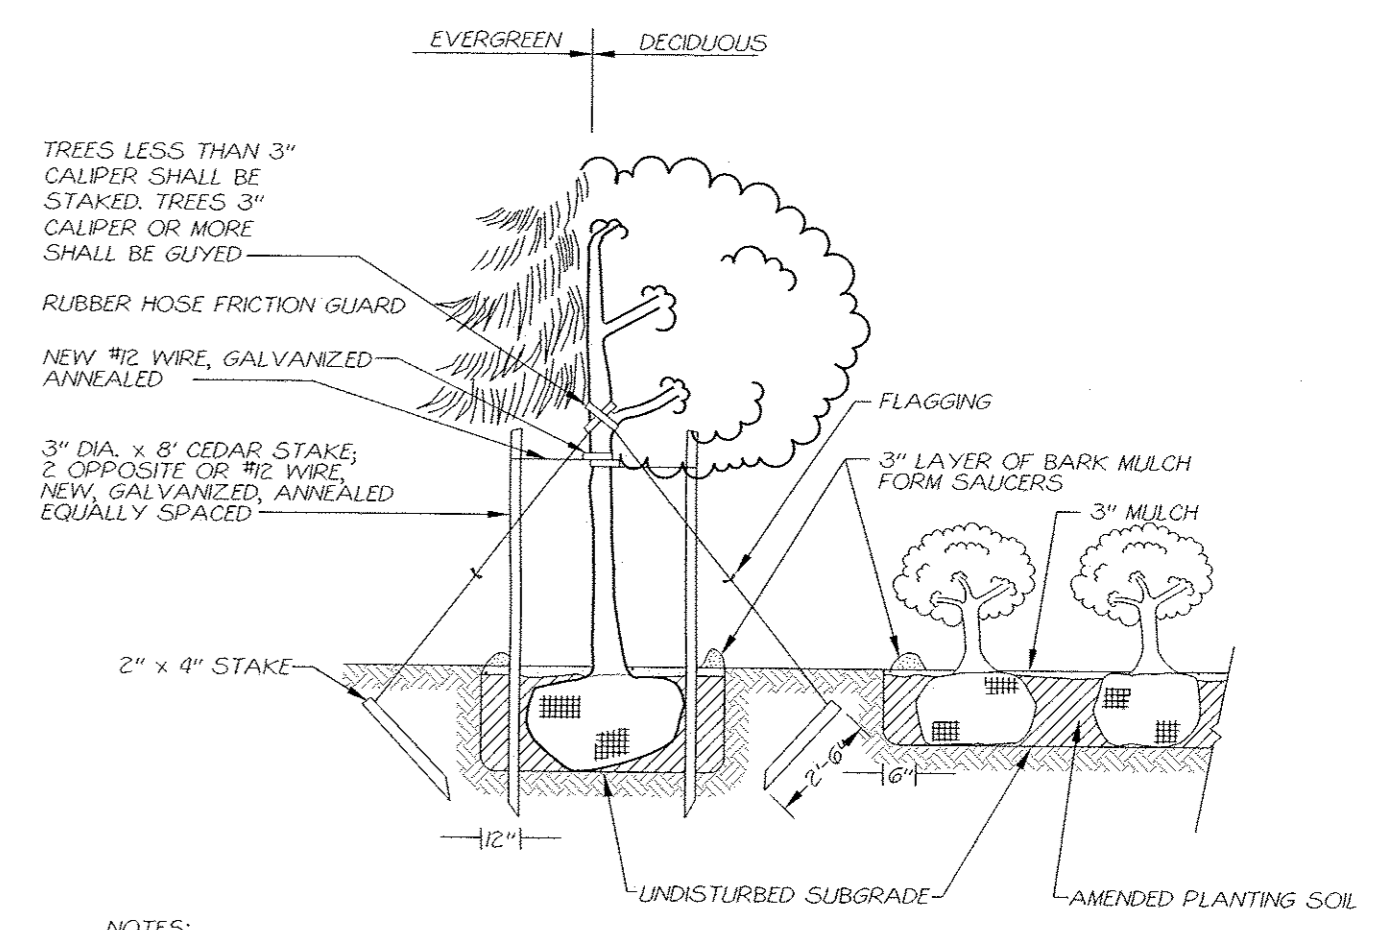 EVERGREEN
DECIDUOUS
TREES LESS THAN 3"
CALIPER SHALL BE
STAKED. TREES 3"
CALIPER OR MORE
SHALL BE GUYED
RUBBER HOSE FRICTION GUARD
NEW #12 WIRE, GALVANIZED
ANNEALED
3" DIA. x 8' CEDAR STAKE;
2 OPPOSITE OR #12 WIRE,
NEW, GALVANIZED, ANNEALED
EQUALLY SPACED
2" x 4" STAKE
FLAGGING
3" LAYER OF BARK MULCH
FORM SAUCERS
3" MULCH
2'-6"
6"
12"
UNDISTURBED SUBGRADE
AMENDED PLANTING SOIL
NOTES: